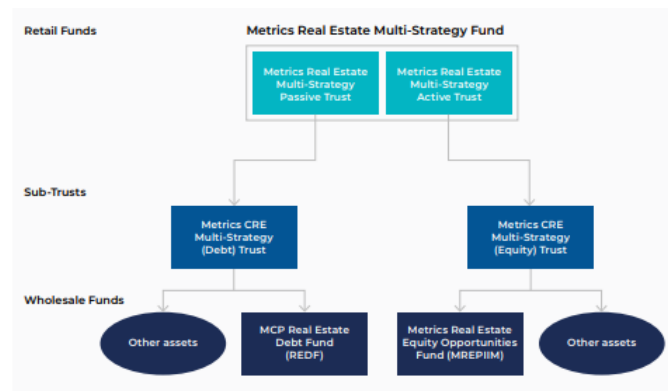 Retail Funds
Metrics Real Estate Multi-Strategy Fund
Metrics Real Estate
Multi-Strategy
Passive Trust
Metrics Real Estate
Multi-Strategy
Active Trust
Sub-Trusts
Metrics CRE
Multi-Strategy
(Debt) Trust
Metrics CRE
Multi-Strategy
(Equity) Trust
Wholesale Funds
Other assets
MCP Real Estate
Debt Fund
(REDF)
Metrics Real Estate
Equity Opportunities
Fund (MREPIIM)
Other assets